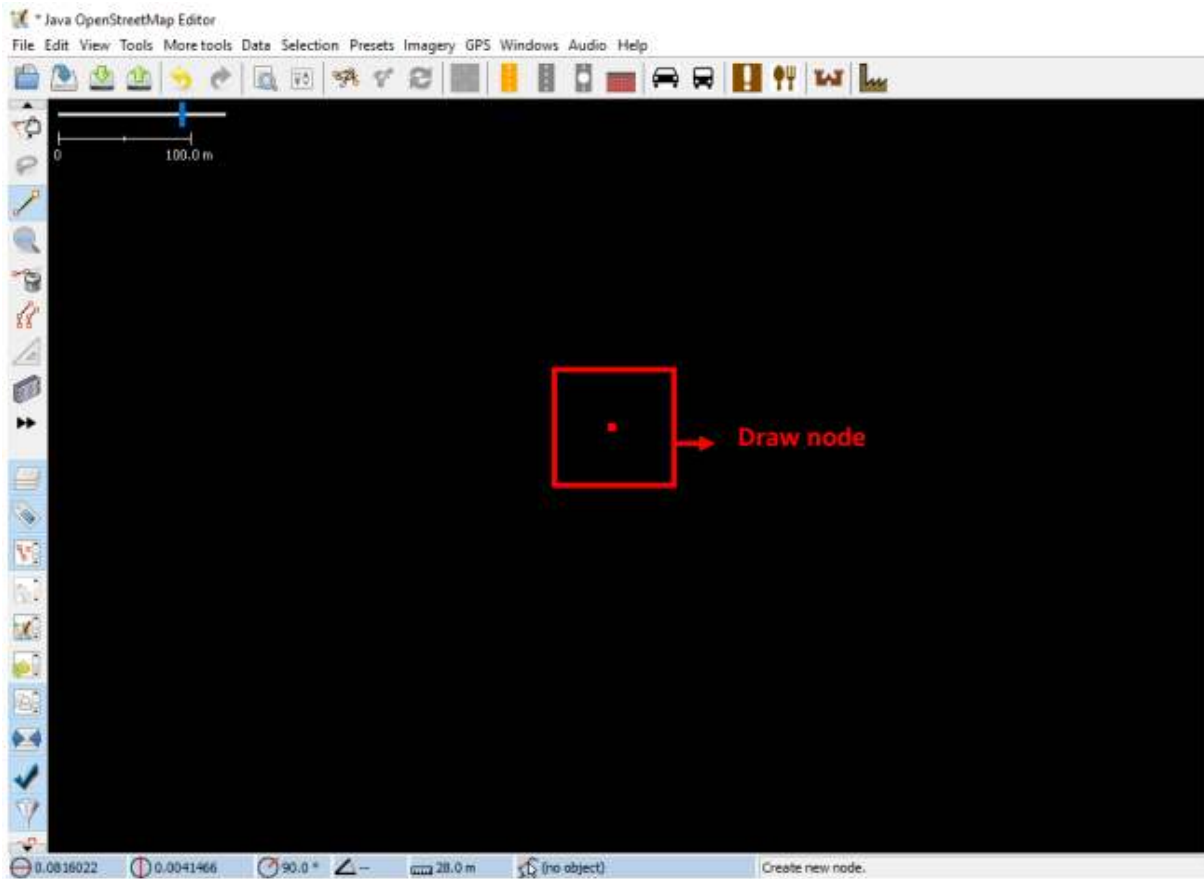 * Java OpenStreetMap Editor
File Edit View Tools More tools Data Selection Presets Imagery GPS Windows Audio Help
0 100.0 m
Draw node
0.0816022 0.0041466 90.0 ° -- 28.0 m (no object) Create new node.